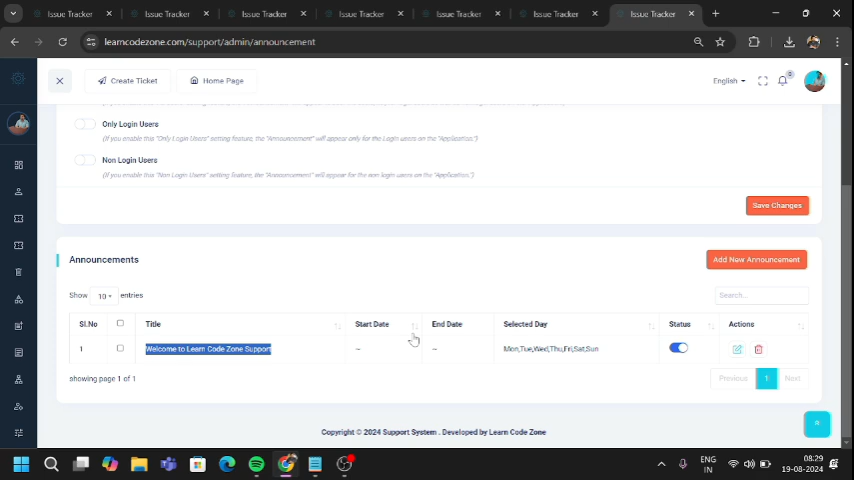 Issue Tracker Issue Tracker Issue Tracker Issue Tracker Issue Tracker Issue Tracker Issue Tracker
learncodezone.com/support/admin/announcement
Create Ticket Home Page English 0
Only Login Users
(If you enable this "Only Login Users" setting feature, the "Announcement" will appear only for the Login users on the "Application.")
Non Login Users
(If you enable this "Non Login Users" setting feature, the "Announcement" will appear for the non login users on the "Application.")
Save Changes
Announcements Add New Announcement
Show 10 entries Search...
Sl.No Title Start Date End Date Selected Day Status Actions
1 Welcome to Learn Code Zone Support -- -- Mon,Tue,Wed,Thu,Fri,Sat,Sun
showing page 1 of 1 Previous 1 Next
Copyright © 2024 Support System . Developed by Learn Code Zone
ENG 08:29
IN 19-08-2024